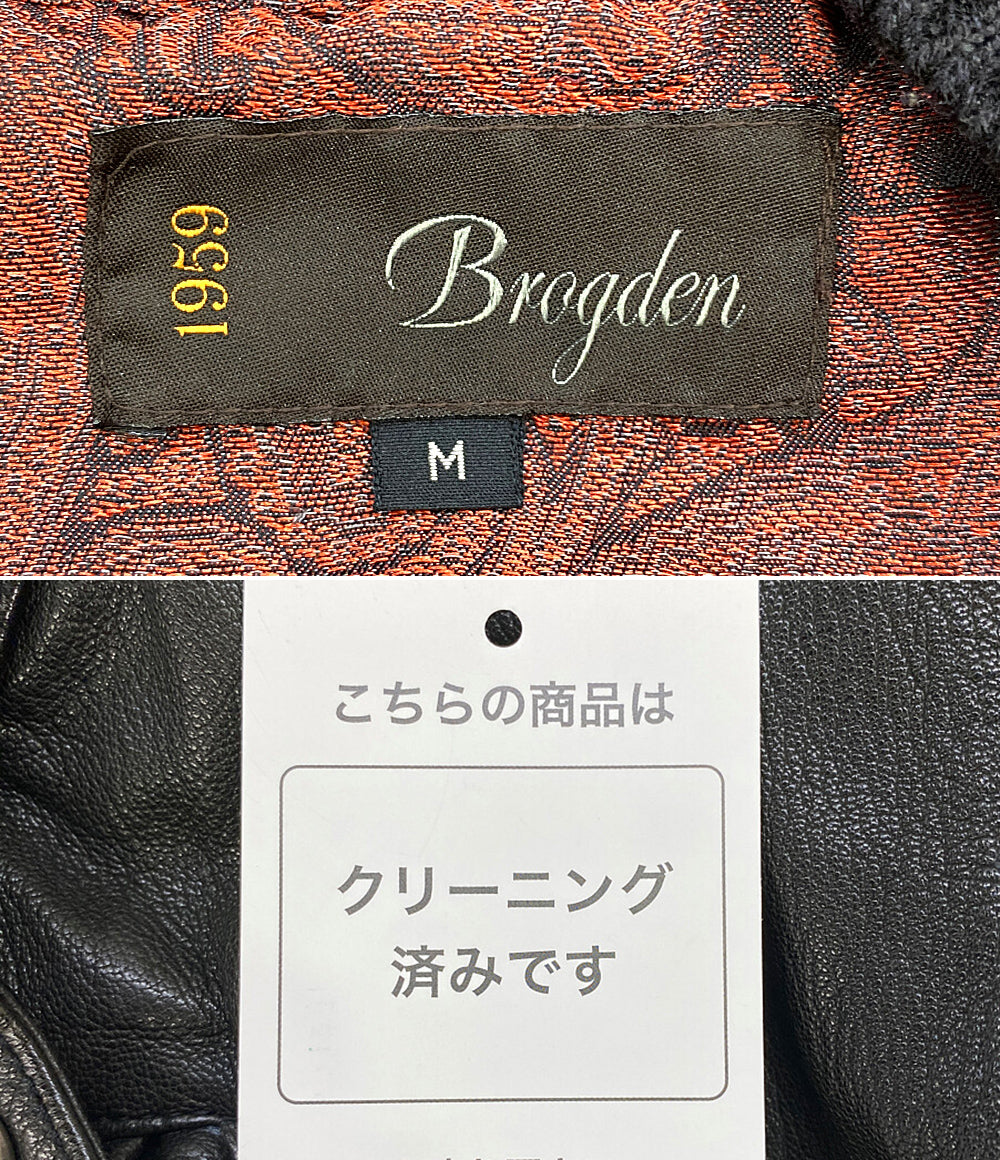 1959
Brogden
M
こちらの商品は
クリーニング
済みです